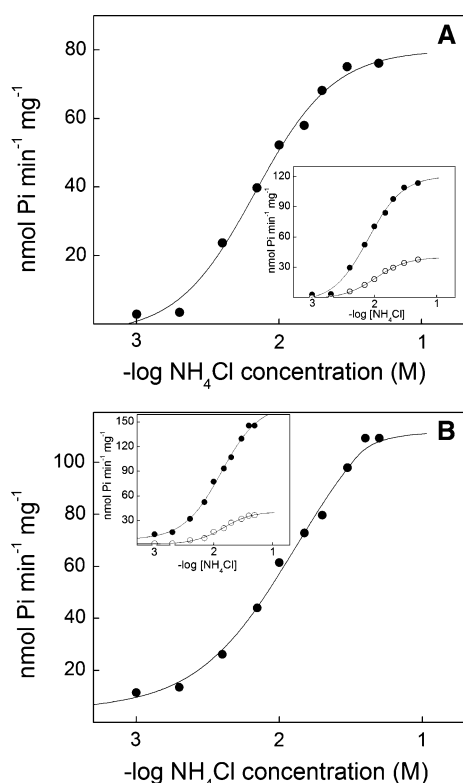 A
80
60
40
20
nmol Pi min⁻¹ mg⁻¹
3 2 1
-log NH₄Cl concentration (M)
120
90
60
30
nmol Pi min⁻¹ mg⁻¹
3 2 1
-log [NH₄Cl]
B
100
80
60
40
20
nmol Pi min⁻¹ mg⁻¹
3 2 1
-log NH₄Cl concentration (M)
150
120
90
60
30
nmol Pi min⁻¹ mg⁻¹
3 2 1
-log [NH₄Cl]